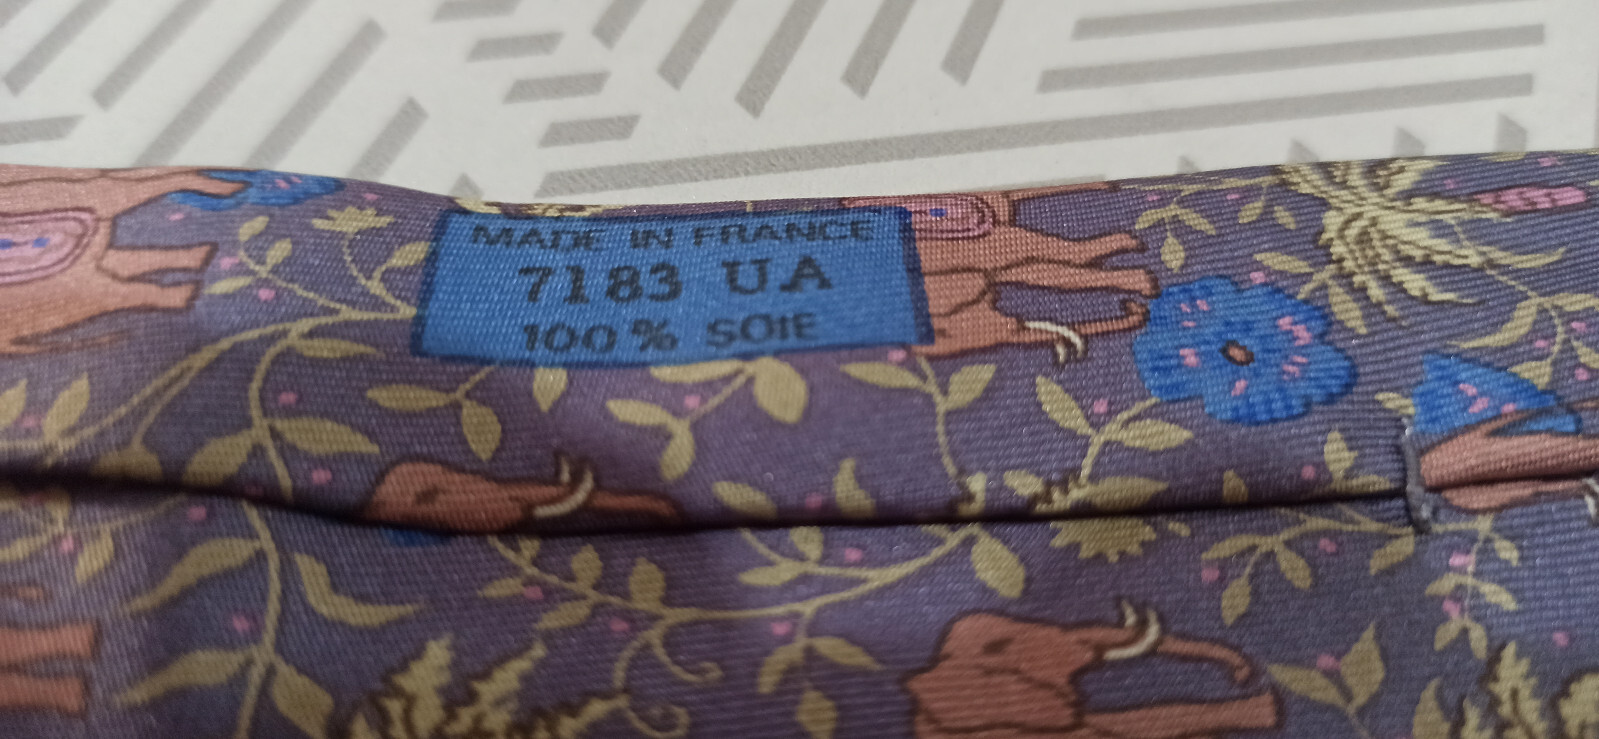 MADE IN FRANCE
7183 UA
100% SOIE